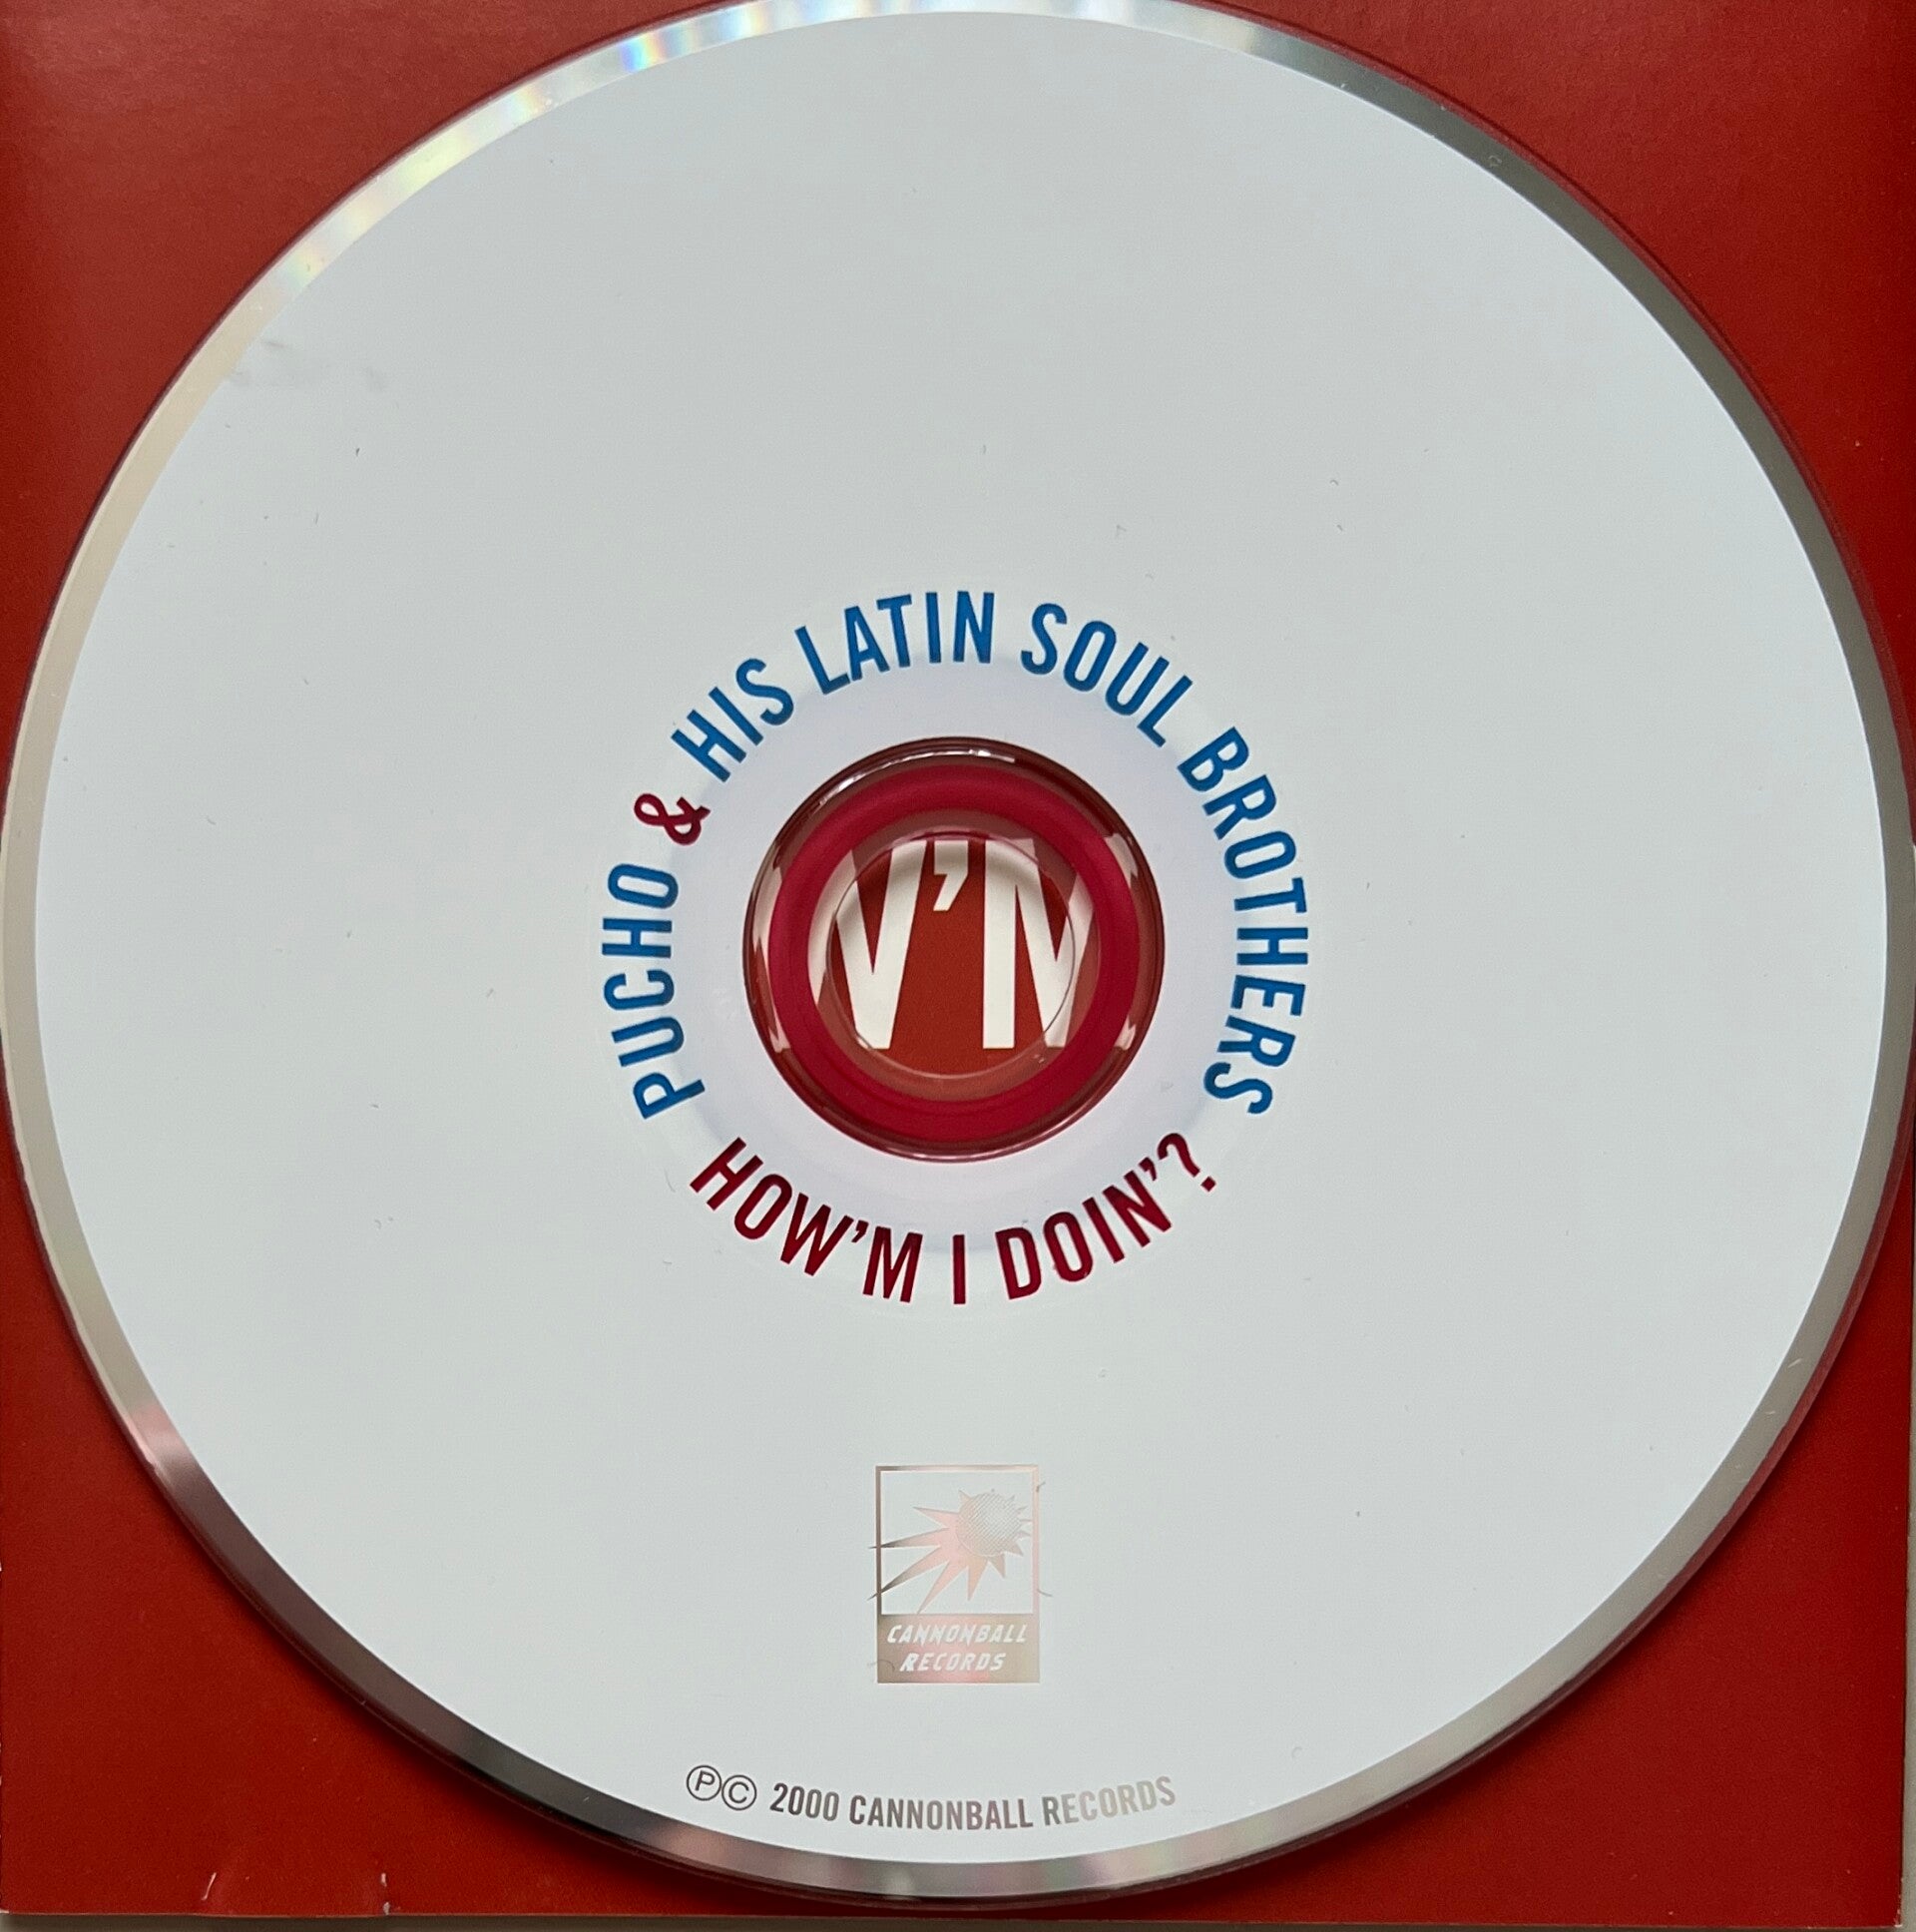 PUCHO & HIS LATIN SOUL BROTHERS
W'M
HOW'M I DOIN'?
CANNONBALL
RECORDS
℗© 2000 CANNONBALL RECORDS